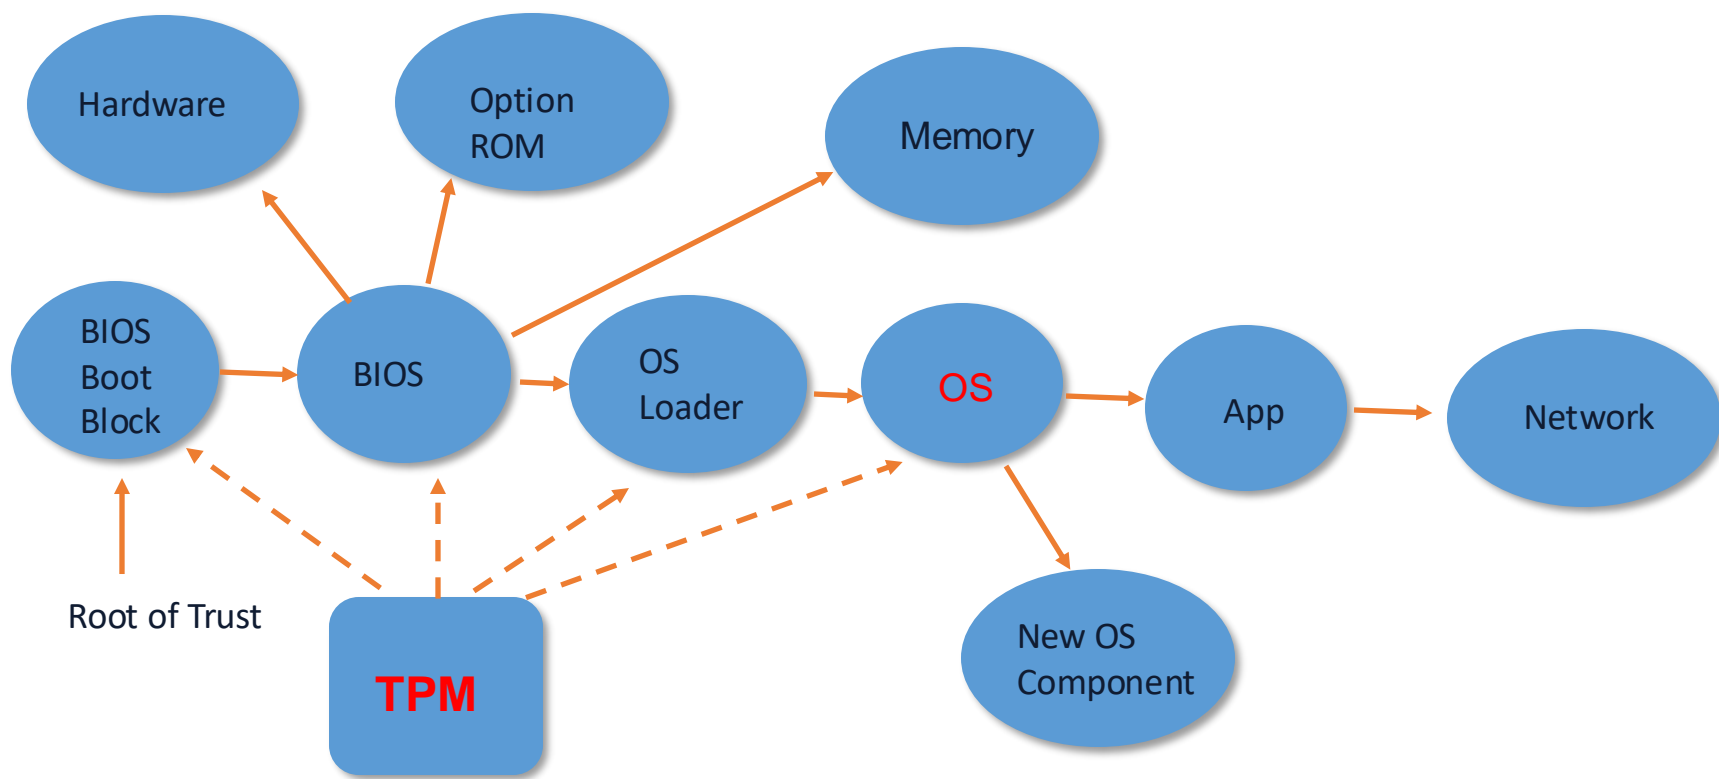 Hardware
Option
ROM
Memory
BIOS
Boot
Block
BIOS
OS
Loader
OS
App
Network
Root of Trust
TPM
New OS
Component